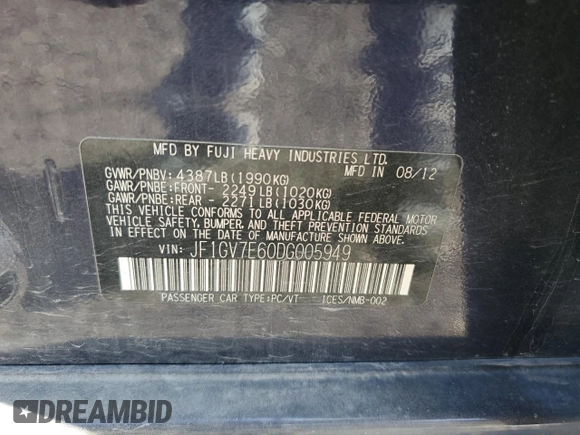 MFD BY FUJI HEAVY INDUSTRIES LTD.
GVWR/PNBV: 4387LB(1990KG) MFD IN 08/12
GAWR/PNBE:FRONT- 2249LB(1020KG)
GAWR/PNBE:REAR - 2271LB(1030KG)
THIS VEHICLE CONFORMS TO ALL APPLICABLE FEDERAL MOTOR
VEHICLE SAFETY, BUMPER, AND THEFT PREVENTION STANDARDS
IN EFFECT ON THE DATE OF MANUFACTURE SHOWN ABOVE.
VIN: JF1GV7E60DG005949
PASSENGER CAR TYPE:PC/VT ICES/NMB-002
DREAMBID